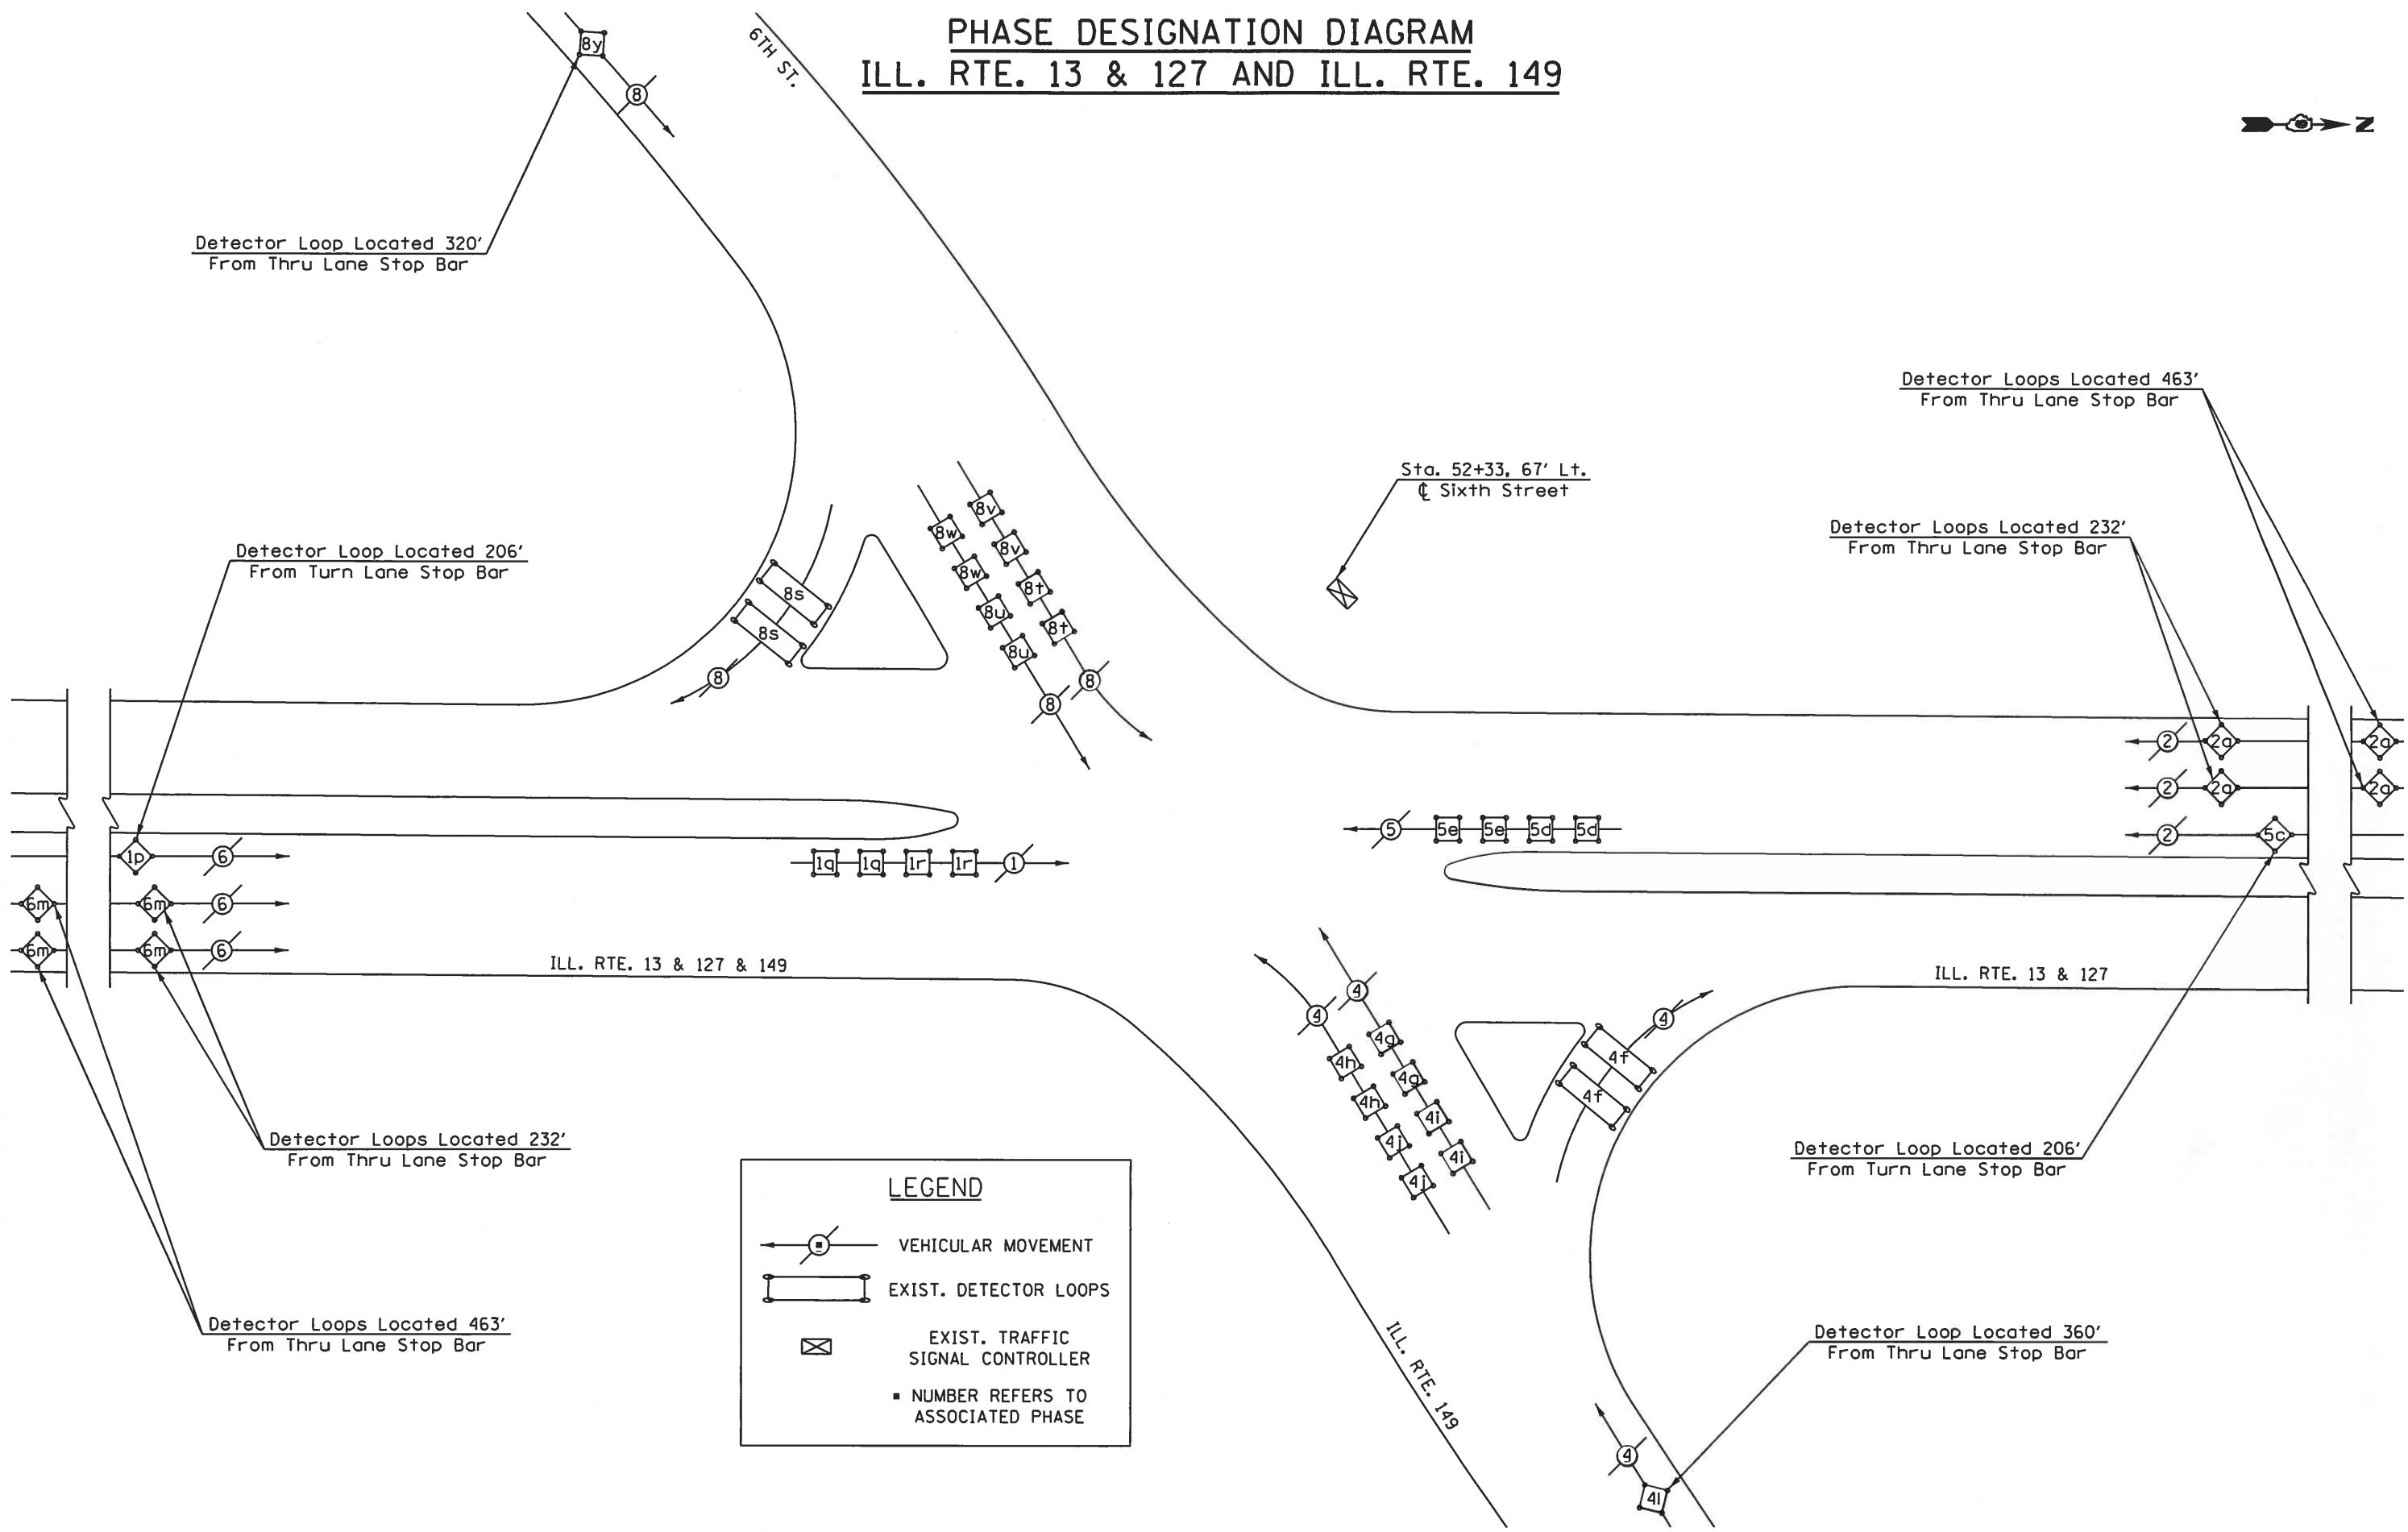 PHASE DESIGNATION DIAGRAM
ILL. RTE. 13 & 127 AND ILL. RTE. 149
N
6TH ST.
8y
8
Detector Loop Located 320'
From Thru Lane Stop Bar
Detector Loops Located 463'
From Thru Lane Stop Bar
Sta. 52+33, 67' Lt.
℄ Sixth Street
Detector Loops Located 232'
From Thru Lane Stop Bar
Detector Loop Located 206'
From Turn Lane Stop Bar
8v
8w
8v
8w
8t
8u
8t
8u
8s
8s
8
8
8
2 2a 2a
2 2a 2a
2 5c
5 5e 5e 5d 5d
1p 6
1q 1q 1r 1r 1
6m 6m 6
6m 6m 6
ILL. RTE. 13 & 127 & 149
ILL. RTE. 13 & 127
4
4
4
4g
4h
4g
4h
4i
4j
4i
4j
4f
4f
Detector Loops Located 232'
From Thru Lane Stop Bar
Detector Loop Located 206'
From Turn Lane Stop Bar
LEGEND
VEHICULAR MOVEMENT
EXIST. DETECTOR LOOPS
EXIST. TRAFFIC
SIGNAL CONTROLLER
▪ NUMBER REFERS TO
ASSOCIATED PHASE
Detector Loops Located 463'
From Thru Lane Stop Bar
ILL. RTE. 149
Detector Loop Located 360'
From Thru Lane Stop Bar
4
4l